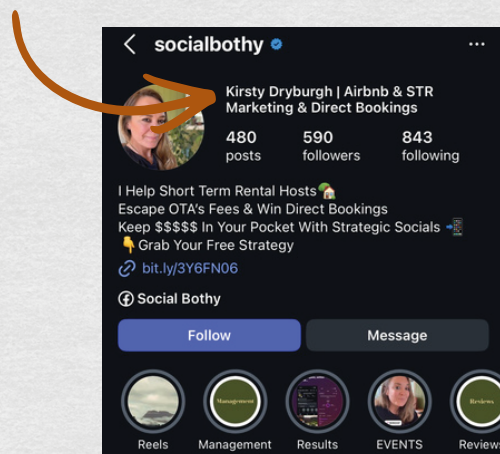 socialbothy
Kirsty Dryburgh | Airbnb & STR
Marketing & Direct Bookings
480 590 843
posts followers following
I Help Short Term Rental Hosts🏡
Escape OTA's Fees & Win Direct Bookings
Keep $$$$$ In Your Pocket With Strategic Socials 📲
👇Grab Your Free Strategy
bit.ly/3Y6FN06
Social Bothy
Follow Message
Management Reviews
Reels Management Results EVENTS Reviews